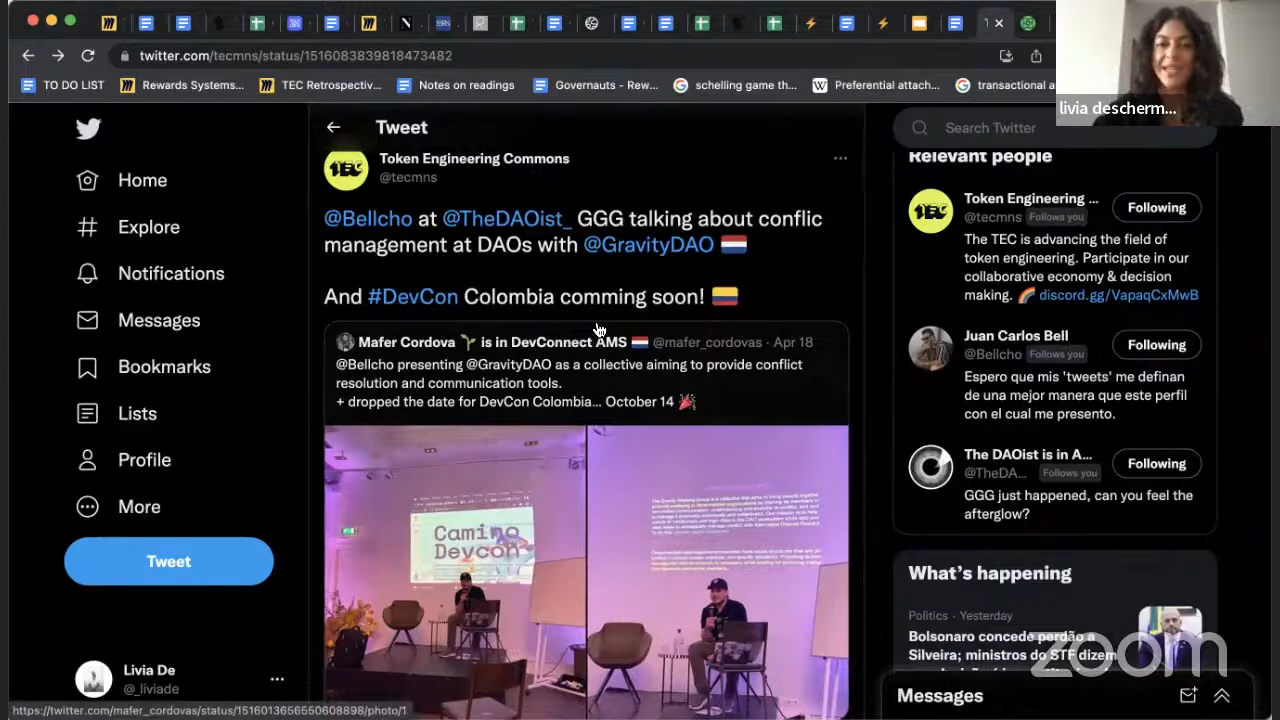 twitter.com/tecmns/status/1516083839818473482
TO DO LIST
Rewards Systems...
TEC Retrospectiv...
Notes on readings
Governauts - Rewa...
schelling game th...
Preferential attach...
transactional a
livia descherm...
Tweet
Token Engineering Commons
@tecmns
@Bellcho at @TheDAOist_ GGG talking about conflic
management at DAOs with @GravityDAO 🇳🇱
And #DevCon Colombia comming soon! 🇨🇴
Mafer Cordova 🌱 is in DevConnect AMS 🇳🇱 @mafer_cordovas · Apr 18
@Bellcho presenting @GravityDAO as a collective aiming to provide conflict
resolution and communication tools.
+ dropped the date for DevCon Colombia... October 14 🎉
Camino
Devcon
Home
Explore
Notifications
Messages
Bookmarks
Lists
Profile
More
Tweet
Livia De
@_liviade
https://twitter.com/mafer_cordovas/status/1516013656550608898/photo/1
Search Twitter
Relevant people
TEC
Token Engineering ...
@tecmns Follows you
Following
The TEC is advancing the field of
token engineering. Participate in our
collaborative economy & decision
making. 🌈 discord.gg/VapaqCxMwB
Juan Carlos Bell
@Bellcho Follows you
Following
Espero que mis 'tweets' me definan
de una mejor manera que este perfil
con el cual me presento.
The DAOist is in A...
@TheDA... Follows you
Following
GGG just happened, can you feel the
afterglow?
What's happening
Politics · Yesterday
Bolsonaro concede perdão a
Silveira; ministros do STF dizem
Messages
zoom